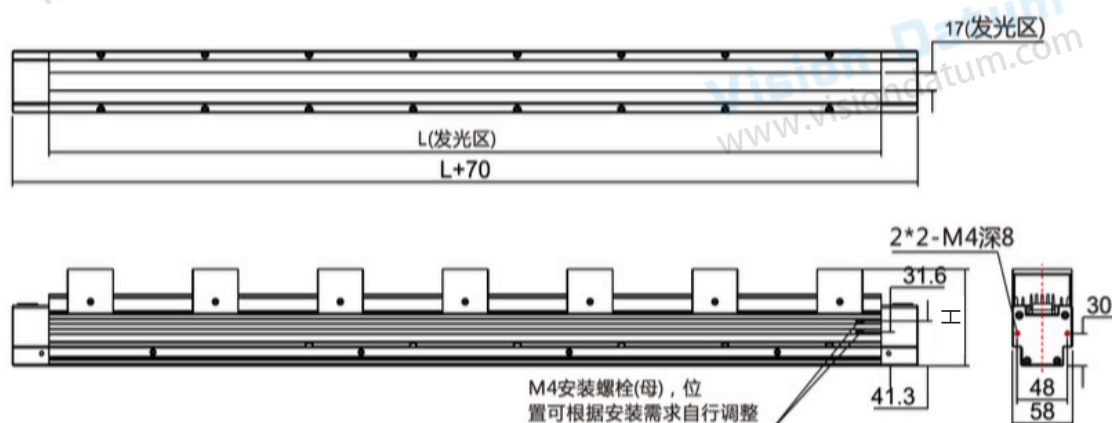 17(发光区)
Vision Datum
www.visiondatum.com
L(发光区)
L+70
2*2-M4深8
31.6
H
30
M4安装螺栓(母)，位
置可根据安装需求自行调整
41.3
48
58